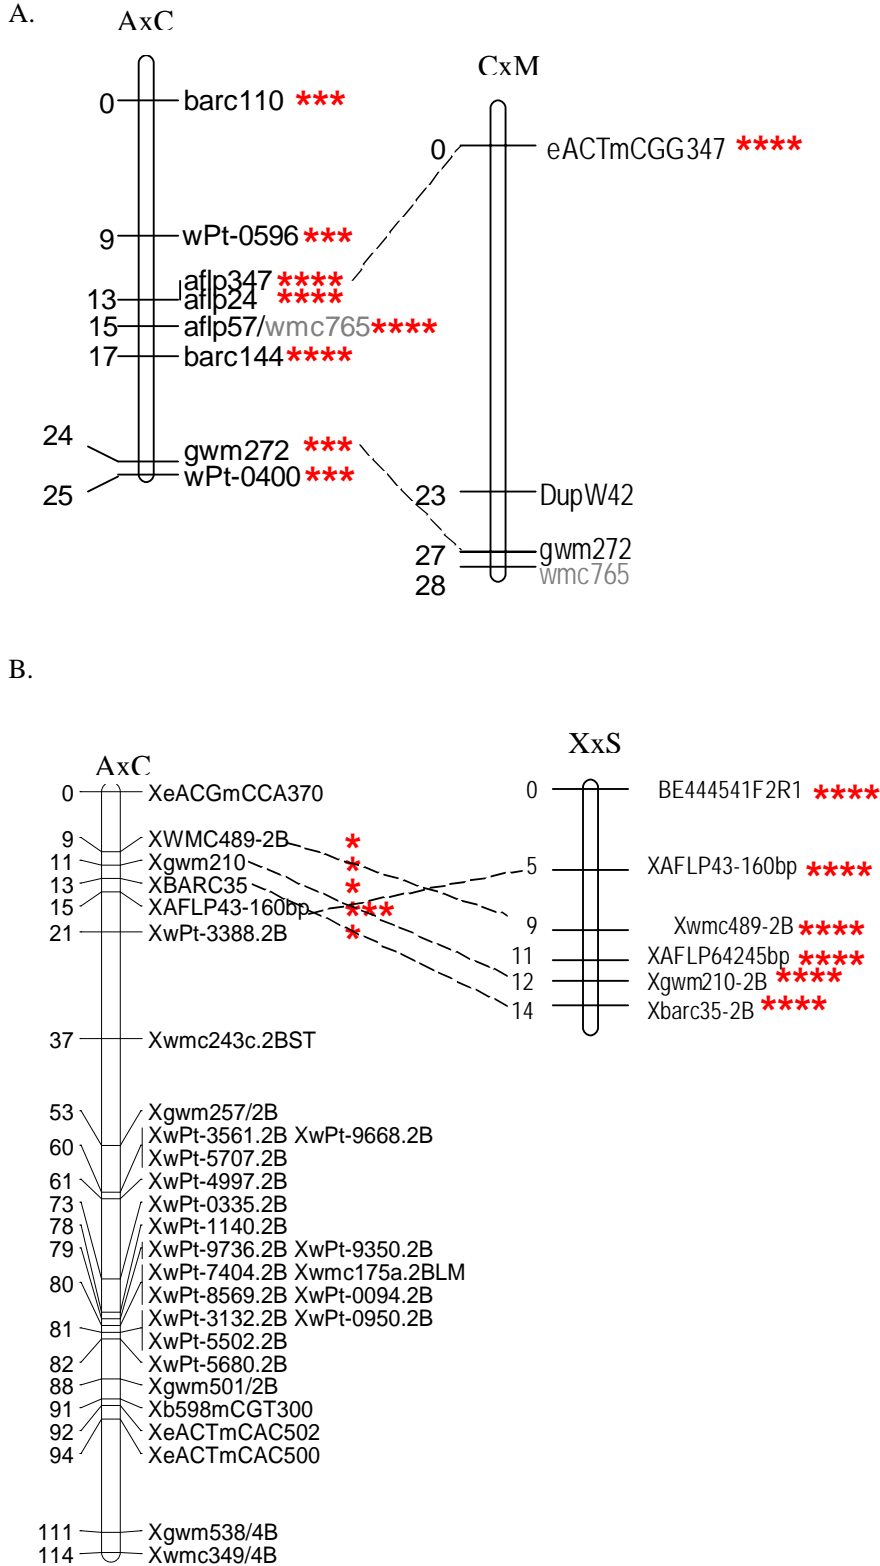 A.
AxC
0 barc110 ***
9 wPt-0596 ***
aflp347 ****
13 aflp24 ****
15 aflp57/wmc765 ****
17 barc144 ****
24 gwm272 ***
25 wPt-0400 ***
CxM
0 eACTmCGG347 ****
23 DupW42
27 gwm272
28 wmc765
B.
AxC
0 XeACGmCCA370
9 XWMC489-2B *
11 Xgwm210 *
13 XBARC35 *
15 XAFLP43-160bp ***
21 XwPt-3388.2B *
37 Xwmc243c.2BST
53 Xgwm257/2B
60 XwPt-3561.2B XwPt-9668.2B
XwPt-5707.2B
61 XwPt-4997.2B
73 XwPt-0335.2B
78 XwPt-1140.2B
79 XwPt-9736.2B XwPt-9350.2B
80 XwPt-7404.2B Xwmc175a.2BLM
XwPt-8569.2B XwPt-0094.2B
81 XwPt-3132.2B XwPt-0950.2B
XwPt-5502.2B
82 XwPt-5680.2B
88 Xgwm501/2B
91 Xb598mCGT300
92 XeACTmCAC502
94 XeACTmCAC500
111 Xgwm538/4B
114 Xwmc349/4B
XxS
0 BE444541F2R1 ****
5 XAFLP43-160bp ****
9 Xwmc489-2B ****
11 XAFLP64245bp ****
12 Xgwm210-2B ****
14 Xbarc35-2B ****